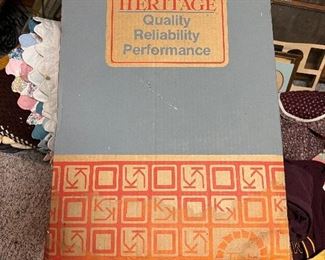 HERITAGE
Quality
Reliability
Performance